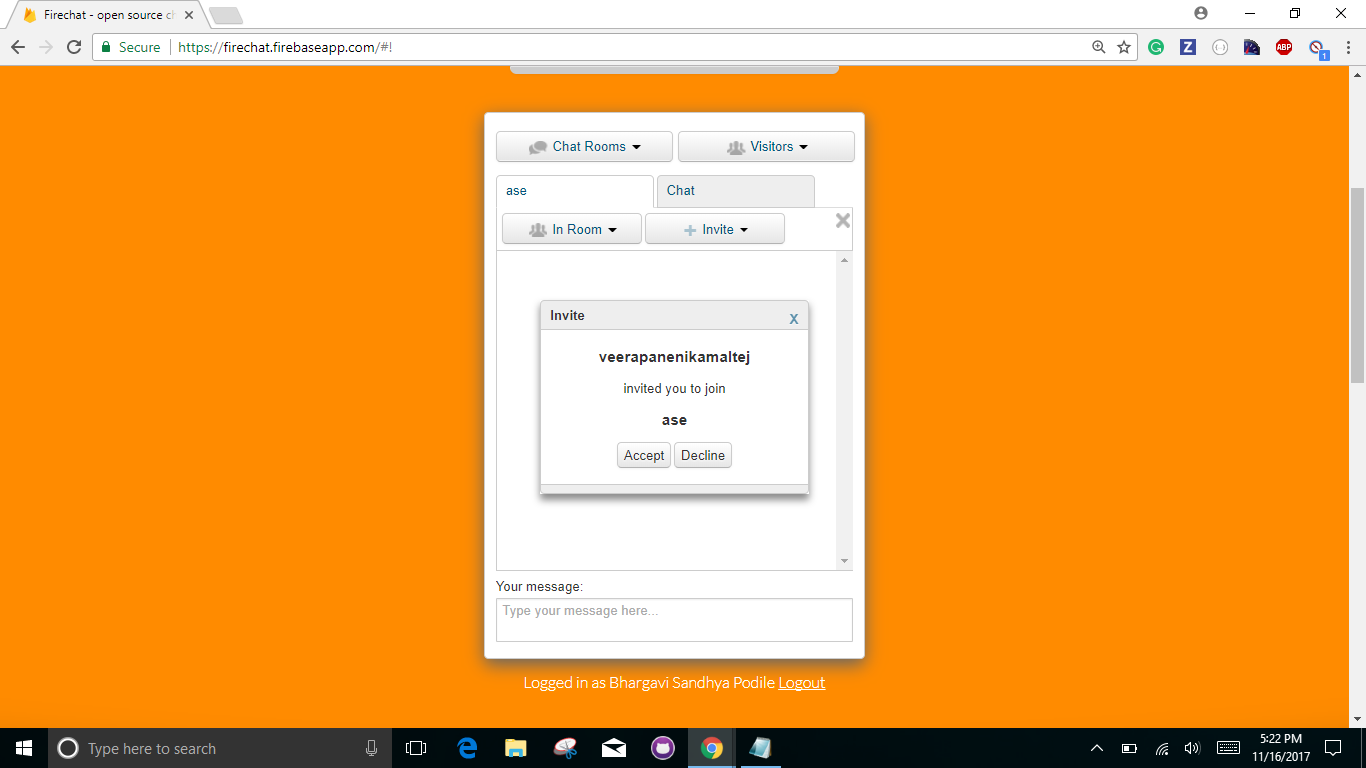 Firechat - open source ch
Secure
https://firechat.firebaseapp.com/#!
Z
ABP
1
Chat Rooms
Visitors
ase
Chat
In Room
Invite
Invite
x
veerapanenikamaltej
invited you to join
ase
Accept
Decline
Your message:
Type your message here...
Logged in as Bhargavi Sandhya Podile Logout
Type here to search
5:22 PM
11/16/2017